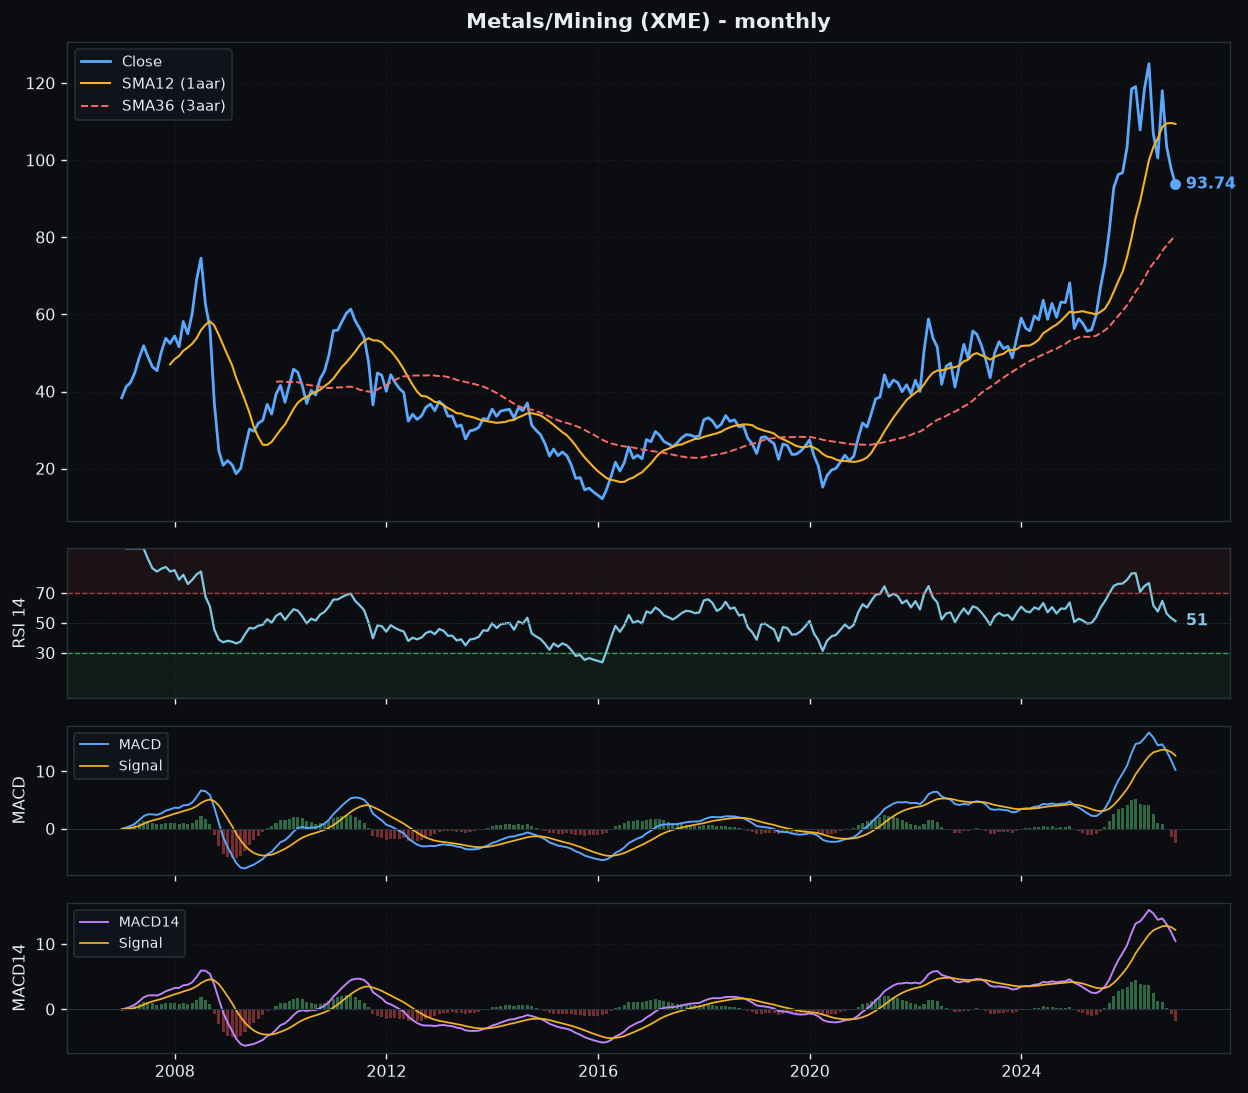 Metals/Mining (XME) - monthly
Close
SMA12 (1aar)
SMA36 (3aar)
120
100
80
60
40
20
93.74
RSI 14
70
50
30
51
MACD
MACD
Signal
10
0
MACD14
MACD14
Signal
10
0
2008
2012
2016
2020
2024